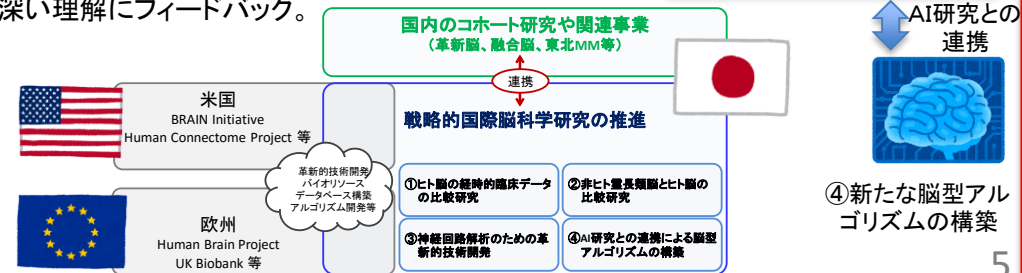 深い理解にフィードバック。
国内のコホート研究や関連事業
（革新脳、融合脳、東北MM等）
連携
AI研究との
連携
米国
BRAIN Initiative
Human Connectome Project 等
戦略的国際脳科学研究の推進
革新的技術開発
バイオリソース
データベース構築
アルゴリズム開発等
①ヒト脳の経時的臨床データ
の比較研究
②非ヒト霊長類脳とヒト脳の
比較研究
③神経回路解析のための革
新的技術開発
④AI研究との連携による脳型
アルゴリズムの構築
欧州
Human Brain Project
UK Biobank 等
④新たな脳型アル
ゴリズムの構築
5